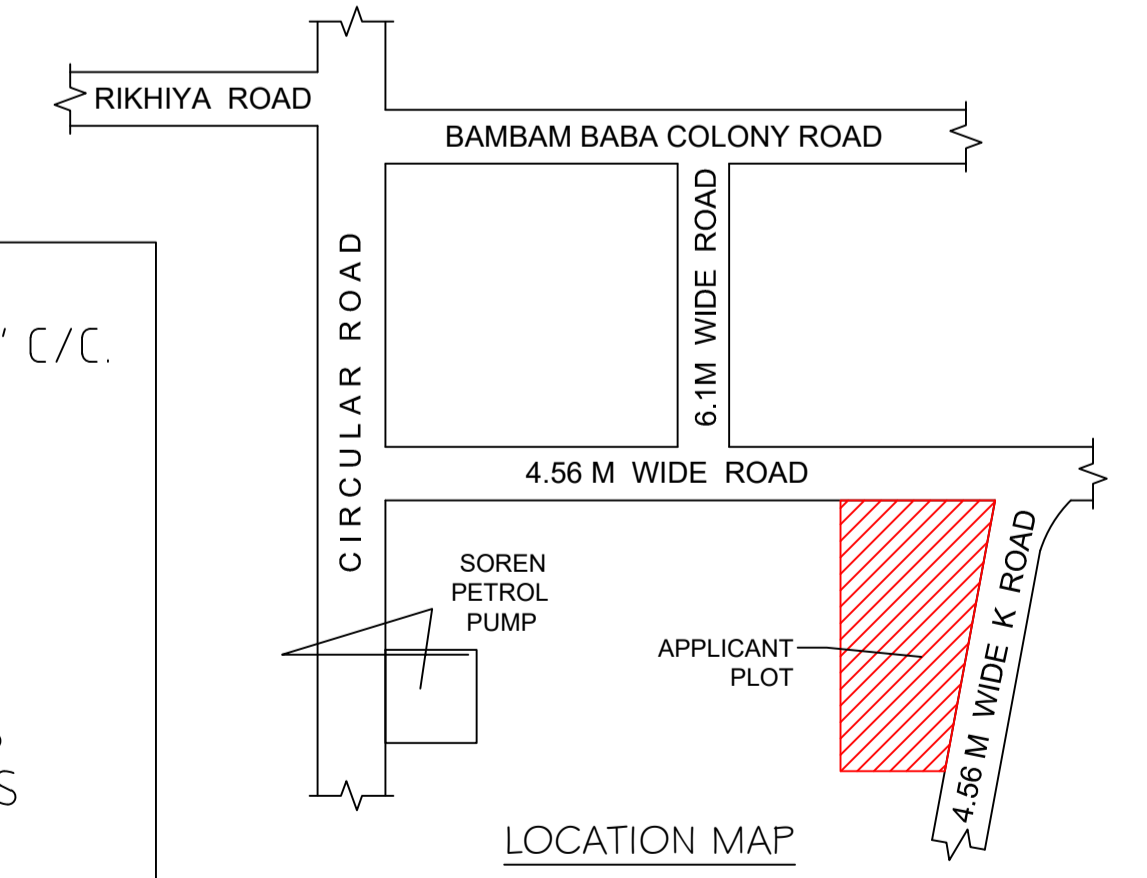 RIKHIYA ROAD
BAMBAM BABA COLONY ROAD
CIRCULAR ROAD
6.1M WIDE ROAD
" C/C.
4.56 M WIDE ROAD
SOREN
PETROL
PUMP
APPLICANT
PLOT
4.56 M WIDE K ROAD
S
LOCATION MAP